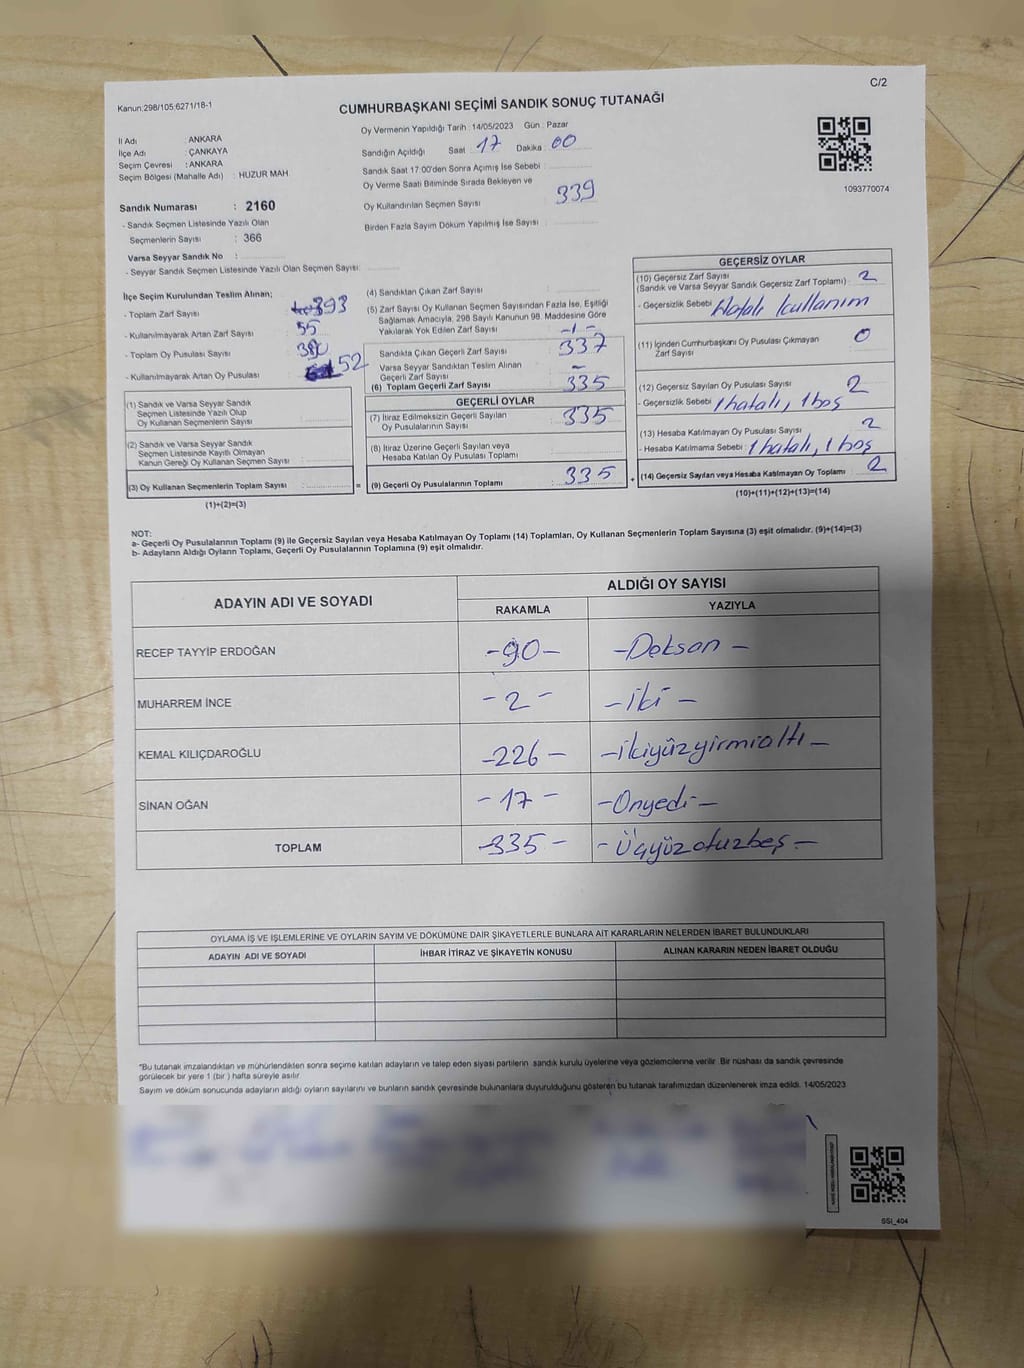 C/2
Kanun:298/105;6271/18-1
CUMHURBAŞKANI SEÇİMİ SANDIK SONUÇ TUTANAĞI
İl Adı : ANKARA
İlçe Adı : ÇANKAYA
Seçim Çevresi : ANKARA
Seçim Bölgesi (Mahalle Adı) : HUZUR MAH.
Sandık Numarası : 2160
- Sandık Seçmen Listesinde Yazılı Olan
Seçmenlerin Sayısı : 366
Varsa Seyyar Sandık No :
- Seyyar Sandık Seçmen Listesinde Yazılı Olan Seçmen Sayısı:
Oy Vermenin Yapıldığı Tarih : 14/05/2023 Gün : Pazar
Sandığın Açıldığı Saat : 17 Dakika : 00
Sandık Saat 17:00'den Sonra Açımış İse Sebebi :
Oy Verme Saati Bitiminde Sırada Bekleyen ve
Oy Kullandırılan Seçmen Sayısı : 339
Birden Fazla Sayım Döküm Yapılmış İse Sayısı :
1093770074
İlçe Seçim Kurulundan Teslim Alınan;
- Toplam Zarf Sayısı : 393
- Kullanılmayarak Artan Zarf Sayısı : 55
- Toplam Oy Pusulası Sayısı :
- Kullanılmayarak Artan Oy Pusulası : 52
(1) Sandık ve Varsa Seyyar Sandık
Seçmen Listesinde Yazılı Olup
Oy Kullanan Seçmenlerin Sayısı :
(2) Sandık ve Varsa Seyyar Sandık
Seçmen Listesinde Kayıtlı Olmayan
Kanun Gereği Oy Kullanan Seçmen Sayısı :
(3) Oy Kullanan Seçmenlerin Toplam Sayısı :
(1)+(2)=(3)
(4) Sandıktan Çıkan Zarf Sayısı :
(5) Zarf Sayısı Oy Kullanan Seçmen Sayısından Fazla İse, Eşitliği
Sağlamak Amacıyla, 298 Sayılı Kanunun 98. Maddesine Göre
Yakılarak Yok Edilen Zarf Sayısı : -1-
Sandıkta Çıkan Geçerli Zarf Sayısı : 337
Varsa Seyyar Sandıktan Teslim Alınan
Geçerli Zarf Sayısı : -
(6) Toplam Geçerli Zarf Sayısı : 335
GEÇERLİ OYLAR
(7) İtiraz Edilmeksizin Geçerli Sayılan
Oy Pusulasının Sayısı : 335
(8) İtiraz Üzerine Geçerli Sayılan veya
Hesaba Katılan Oy Pusulası Toplamı :
= (9) Geçerli Oy Pusulalarının Toplamı : 335 +
GEÇERSİZ OYLAR
(10) Geçersiz Zarf Sayısı
(Sandık ve Varsa Seyyar Sandık Geçersiz Zarf Toplamı) : 2
- Geçersizlik Sebebi : Hatalı kullanım
(11) İçinden Cumhurbaşkanı Oy Pusulası Çıkmayan
Zarf Sayısı : 0
(12) Geçersiz Sayılan Oy Pusulası Sayısı : 2
- Geçersizlik Sebebi : 1 hatalı, 1 boş
(13) Hesaba Katılmayan Oy Pusulası Sayısı : 2
- Hesaba Katılmama Sebebi : 1 hatalı, 1 boş
(14) Geçersiz Sayılan veya Hesaba Katılmayan Oy Toplamı : 2
(10)+(11)+(12)+(13)=(14)
NOT:
a- Geçerli Oy Pusulalarının Toplamı (9) ile Geçersiz Sayılan veya Hesaba Katılmayan Oy Toplamı (14) Toplamları, Oy Kullanan Seçmenlerin Toplam Sayısına (3) eşit olmalıdır. (9)+(14)=(3)
b- Adayların Aldığı Oyların Toplamı, Geçerli Oy Pusulalarının Toplamına (9) eşit olmalıdır.
ADAYIN ADI VE SOYADI
ALDIĞI OY SAYISI
RAKAMLA YAZIYLA
RECEP TAYYİP ERDOĞAN -90- -Doksan-
MUHARREM İNCE -2- -iki-
KEMAL KILIÇDAROĞLU -226- -ikiyüzyirmialtı-
SİNAN OĞAN -17- -Onyedi-
TOPLAM -335- -Üçyüzotuzbeş-
OYLAMA İŞ VE İŞLEMLERİNE VE OYLARIN SAYIM VE DÖKÜMÜNE DAİR ŞİKAYETLERLE BUNLARA AİT KARARLARIN NELERDEN İBARET BULUNDUKLARI
ADAYIN ADI VE SOYADI İHBAR İTİRAZ VE ŞİKAYETİN KONUSU ALINAN KARARIN NEDEN İBARET OLDUĞU
*Bu tutanak imzalandıktan ve mühürlendikten sonra seçime katılan adayların ve talep eden siyasi partilerin sandık kurulu üyelerine veya gözlemcilerine verilir. Bir nüshası da sandık çevresinde
görülecek bir yere 1 (bir ) hafta süreyle asılır.
Sayım ve döküm sonucunda adayların aldığı oyların sayılarını ve bunların sandık çevresinde bulunanlara duyurulduğunu gösteren bu tutanak tarafımızdan düzenlenerek imza edildi. 14/05/2023
SSI_404